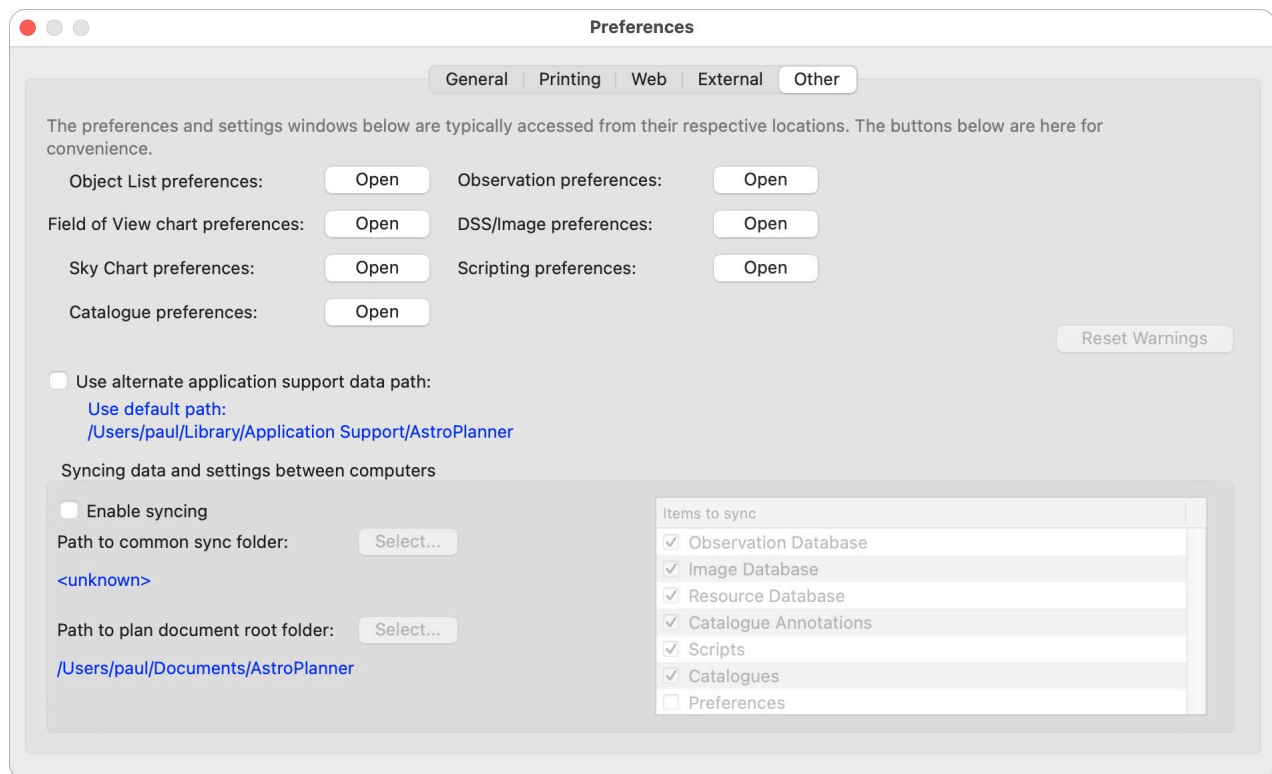 Preferences
General Printing Web External Other
The preferences and settings windows below are typically accessed from their respective locations. The buttons below are here for
convenience.
Object List preferences: Open Observation preferences: Open
Field of View chart preferences: Open DSS/Image preferences: Open
Sky Chart preferences: Open Scripting preferences: Open
Catalogue preferences: Open
Reset Warnings
Use alternate application support data path:
Use default path:
/Users/paul/Library/Application Support/AstroPlanner
Syncing data and settings between computers
Enable syncing
Path to common sync folder: Select...
<unknown>
Path to plan document root folder: Select...
/Users/paul/Documents/AstroPlanner
Items to sync
Observation Database
Image Database
Resource Database
Catalogue Annotations
Scripts
Catalogues
Preferences